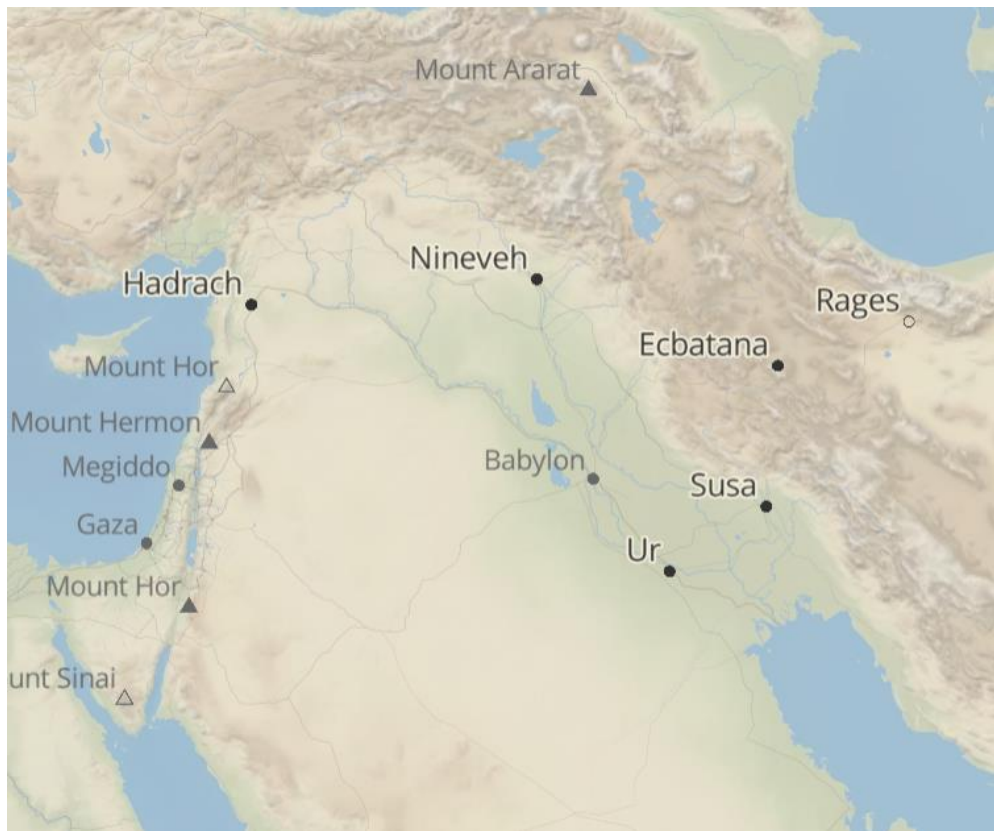 Mount Ararat
Nineveh
Hadrach
Rages
Ecbatana
Mount Hor
Mount Hermon
Babylon
Megiddo
Susa
Gaza
Ur
Mount Hor
unt Sinai